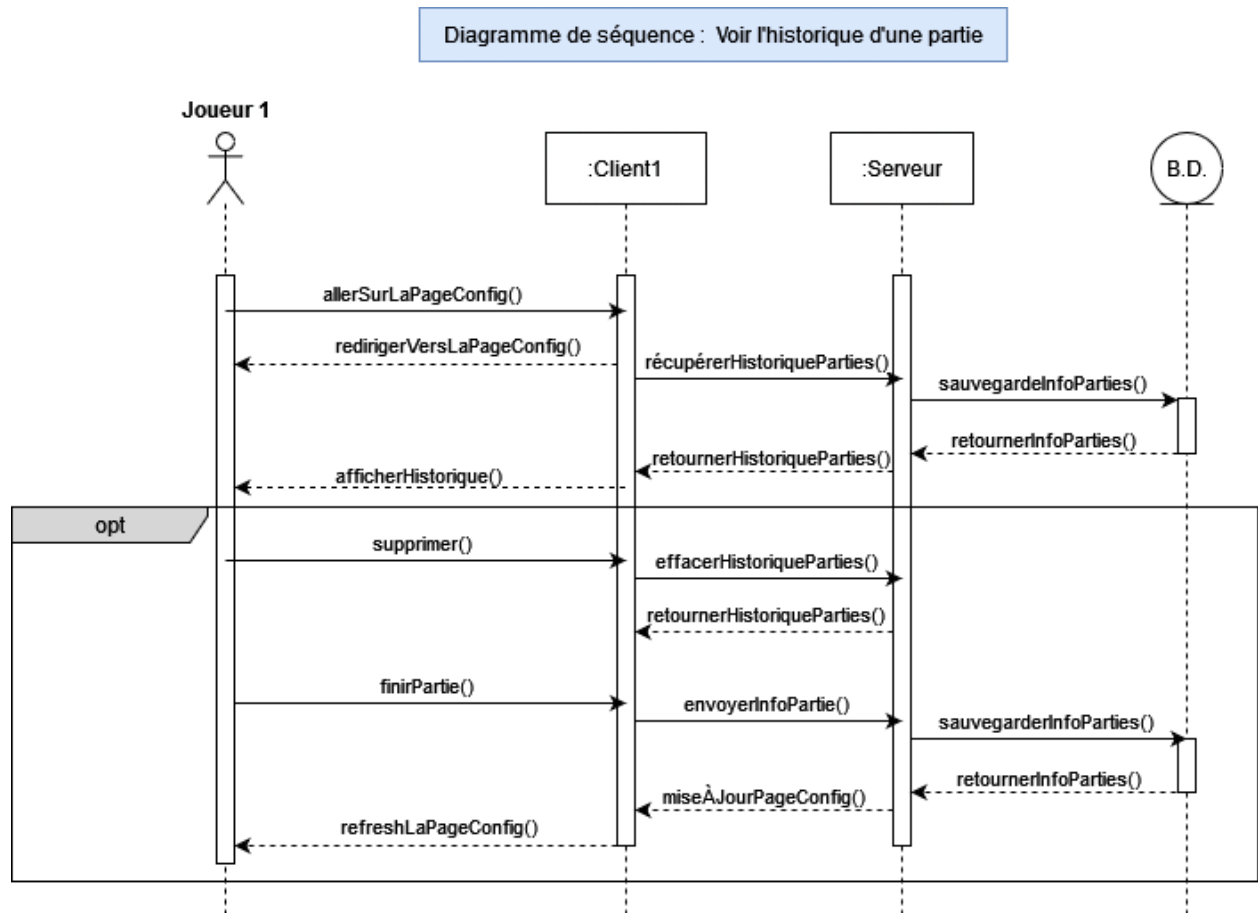 Diagramme de séquence : Voir l'historique d'une partie
Joueur 1
:Client1
:Serveur
B.D.
allerSurLaPageConfig()
redirigerVersLaPageConfig()
récupérerHistoriqueParties()
sauvegardeInfoParties()
retournerInfoParties()
retournerHistoriqueParties()
afficherHistorique()
opt
supprimer()
effacerHistoriqueParties()
retournerHistoriqueParties()
finirPartie()
envoyerInfoPartie()
sauvegarderInfoParties()
retournerInfoParties()
miseÀJourPageConfig()
refreshLaPageConfig()